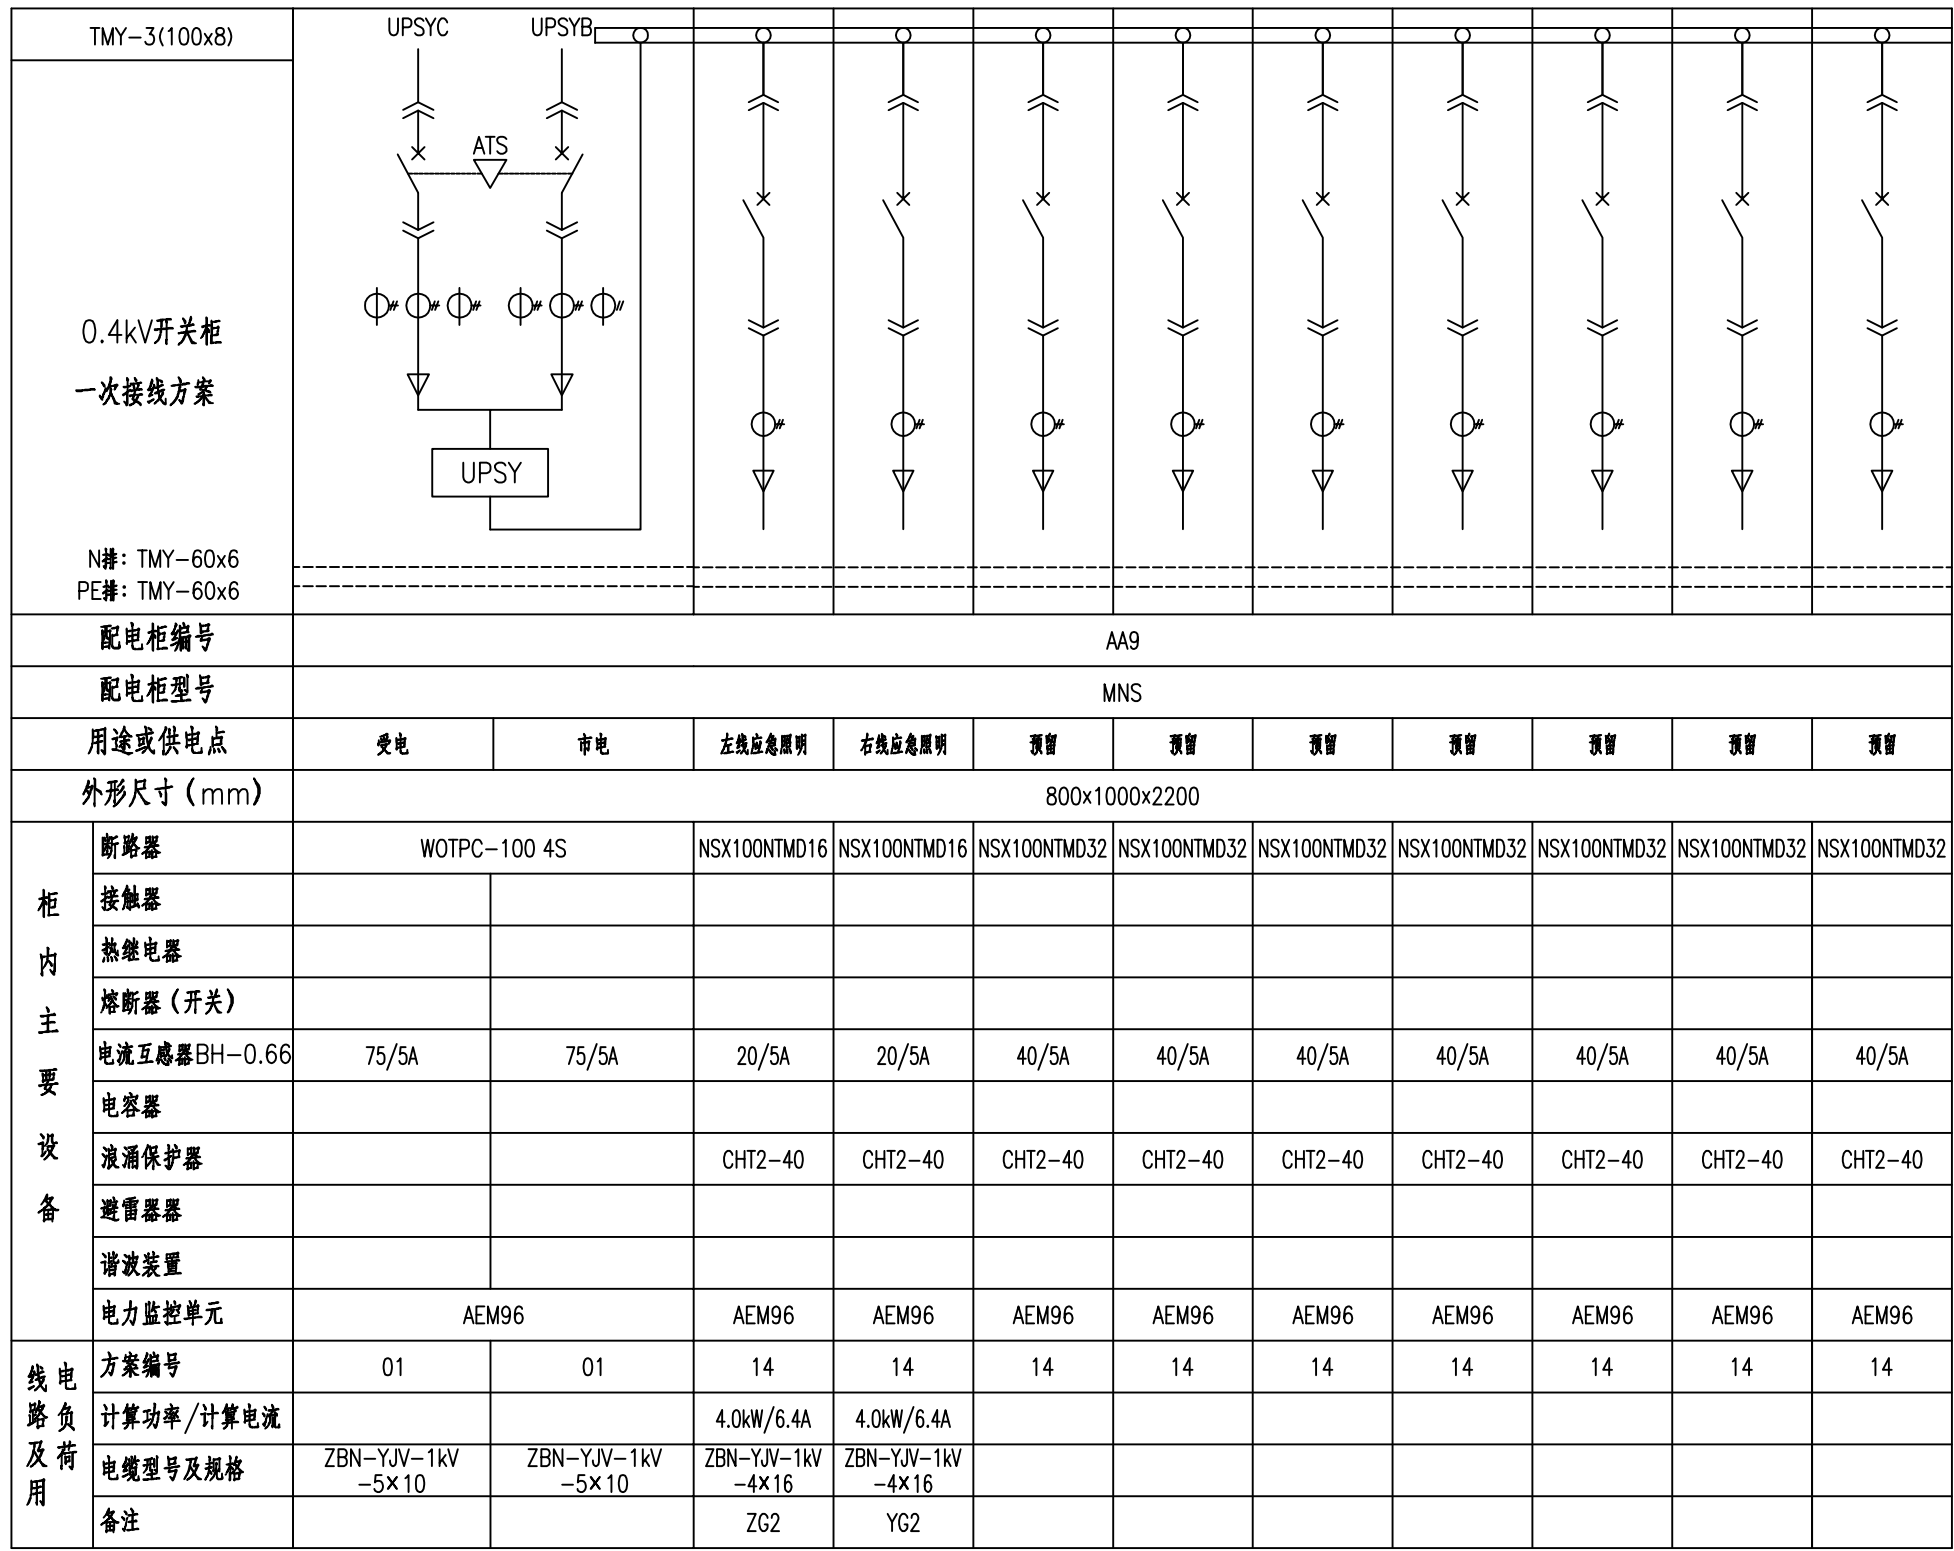 TMY-3(100x8)
UPSYC
UPSYB
ATS
UPSY
0.4kV开关柜
一次接线方案
N排：TMY-60x6
PE排：TMY-60x6
配电柜编号 AA9
配电柜型号 MNS
用途或供电点 受电 市电 左线应急照明 右线应急照明 预留 预留 预留 预留 预留 预留 预留
外形尺寸（mm） 800x1000x2200
柜内主要设备
断路器 WOTPC-100 4S NSX100NTMD16 NSX100NTMD16 NSX100NTMD32 NSX100NTMD32 NSX100NTMD32 NSX100NTMD32 NSX100NTMD32 NSX100NTMD32 NSX100NTMD32
接触器
热继电器
熔断器（开关）
电流互感器BH-0.66 75/5A 75/5A 20/5A 20/5A 40/5A 40/5A 40/5A 40/5A 40/5A 40/5A 40/5A
电容器
浪涌保护器 CHT2-40 CHT2-40 CHT2-40 CHT2-40 CHT2-40 CHT2-40 CHT2-40 CHT2-40 CHT2-40
避雷器器
谐波装置
电力监控单元 AEM96 AEM96 AEM96 AEM96 AEM96 AEM96 AEM96 AEM96 AEM96 AEM96
线路及用
电负荷
方案编号 01 01 14 14 14 14 14 14 14 14 14
计算功率/计算电流 4.0kW/6.4A 4.0kW/6.4A
电缆型号及规格 ZBN-YJV-1kV ZBN-YJV-1kV ZBN-YJV-1kV ZBN-YJV-1kV
-5×10 -5×10 -4×16 -4×16
备注 ZG2 YG2